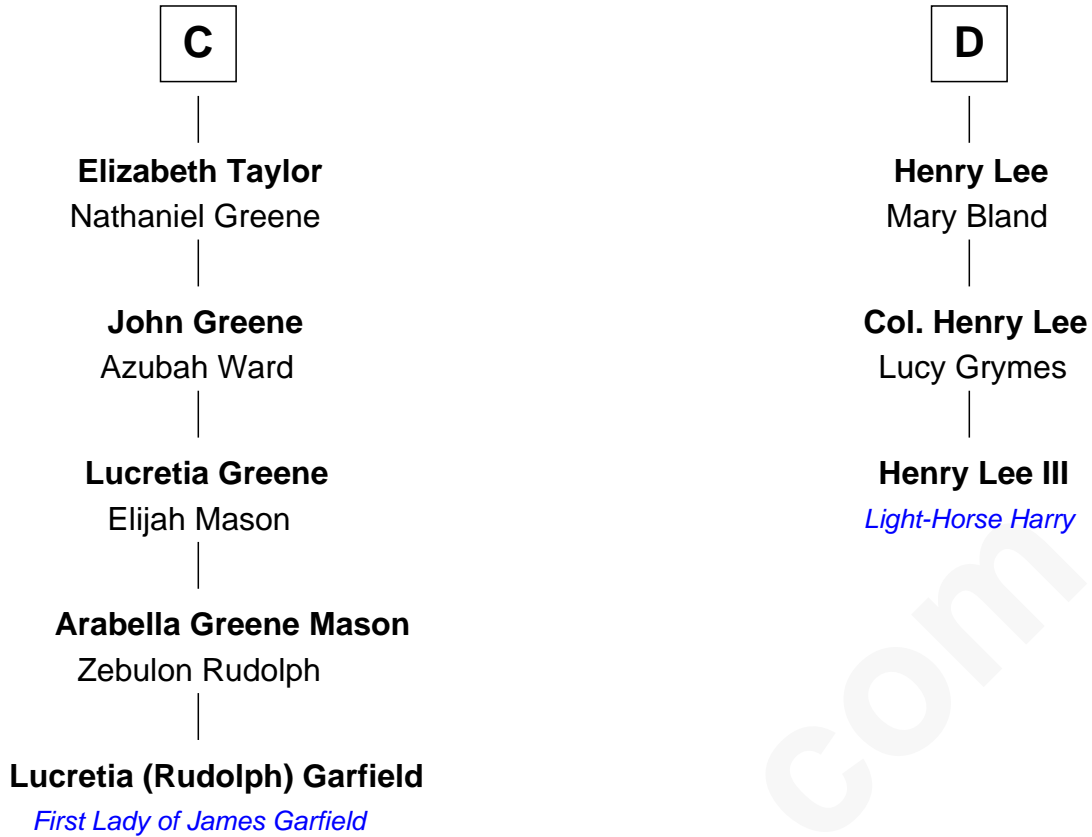 C
Elizabeth Taylor
Nathaniel Greene
John Greene
Azubah Ward
Lucretia Greene
Elijah Mason
Arabella Greene Mason
Zebulon Rudolph
Lucretia (Rudolph) Garfield
First Lady of James Garfield
D
Henry Lee
Mary Bland
Col. Henry Lee
Lucy Grymes
Henry Lee III
Light-Horse Harry
com